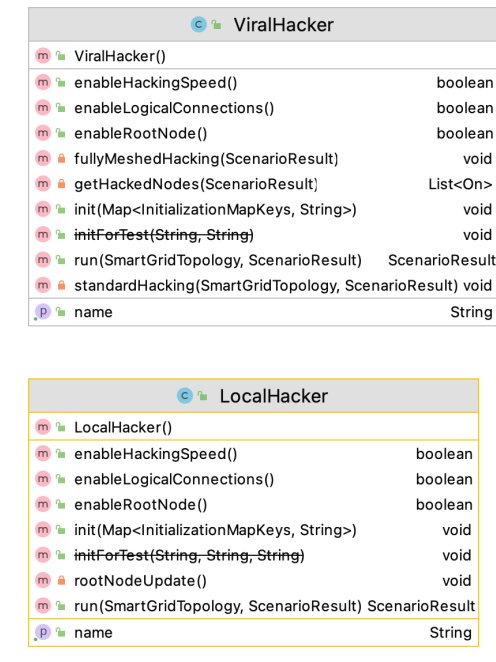 C ViralHacker
m ViralHacker()
m enableHackingSpeed() boolean
m enableLogicalConnections() boolean
m enableRootNode() boolean
m fullyMeshedHacking(ScenarioResult) void
m getHackedNodes(ScenarioResult) List<On>
m init(Map<InitializationMapKeys, String>) void
m initForTest(String, String) void
m run(SmartGridTopology, ScenarioResult) ScenarioResult
m standardHacking(SmartGridTopology, ScenarioResult) void
p name String
C LocalHacker
m LocalHacker()
m enableHackingSpeed() boolean
m enableLogicalConnections() boolean
m enableRootNode() boolean
m init(Map<InitializationMapKeys, String>) void
m initForTest(String, String, String) void
m rootNodeUpdate() void
m run(SmartGridTopology, ScenarioResult) ScenarioResult
p name String